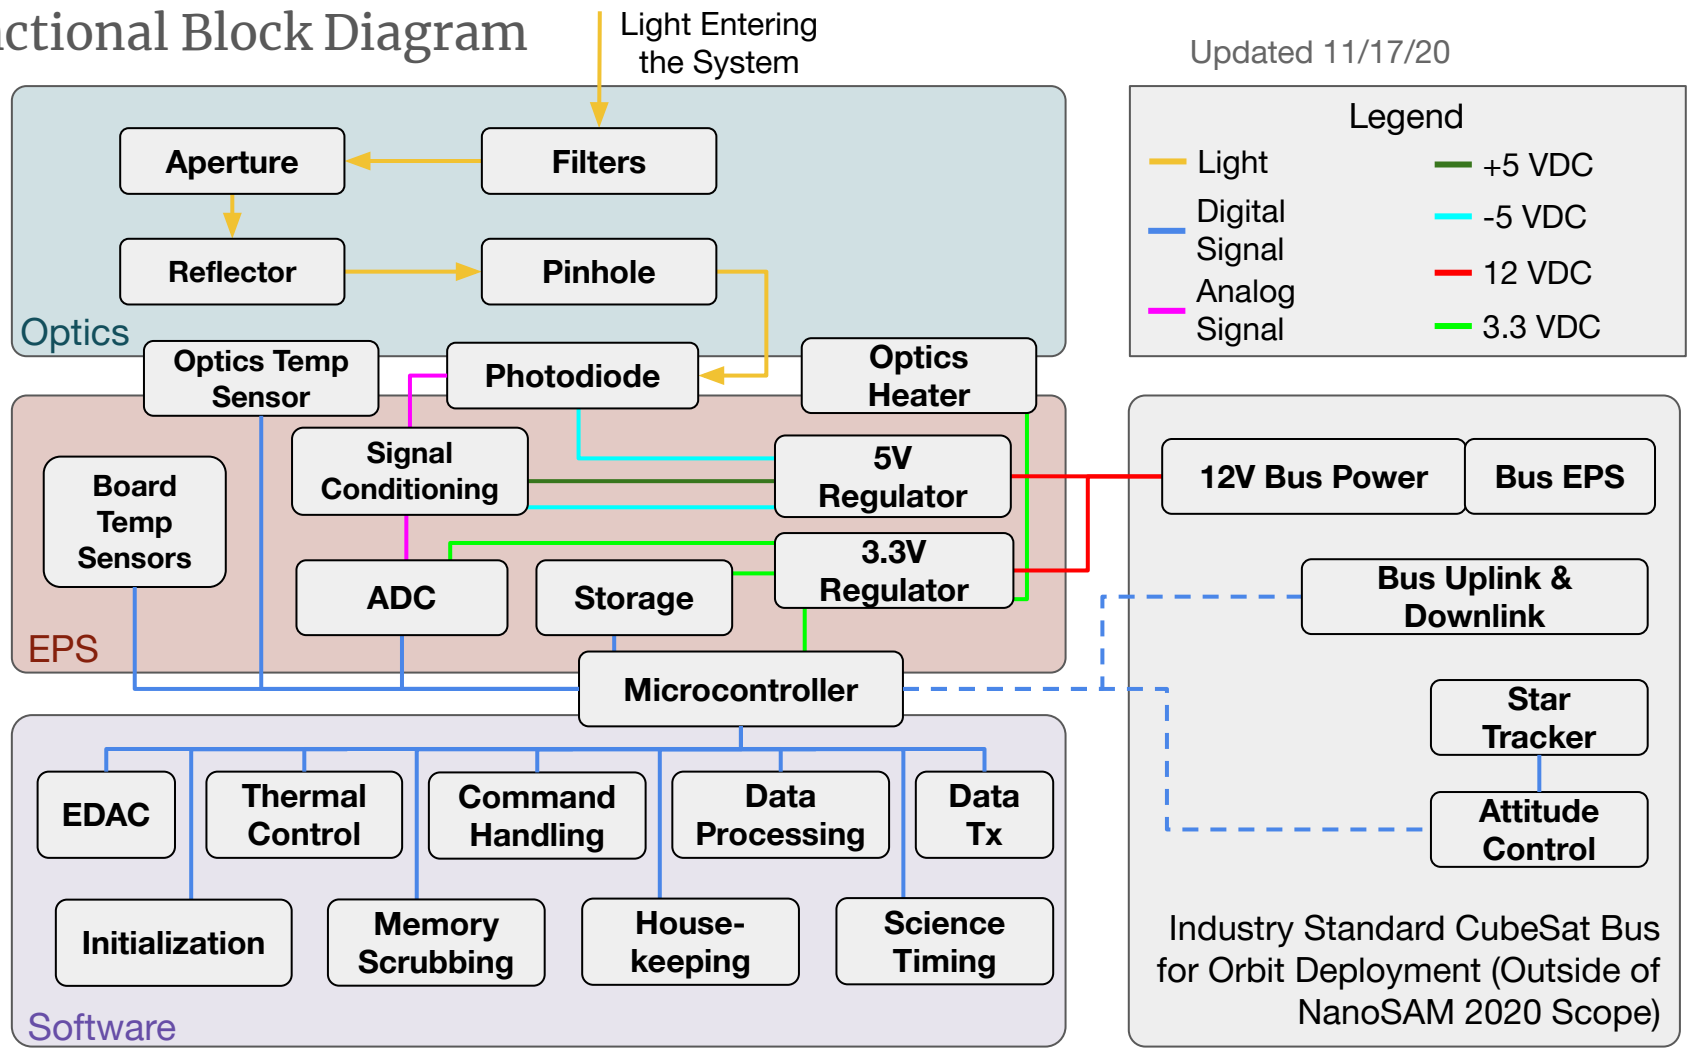 ctional Block Diagram
Light Entering
the System
Updated 11/17/20
Legend
Light
Digital
Signal
Analog
Signal
+5 VDC
-5 VDC
12 VDC
3.3 VDC
Aperture
Filters
Reflector
Pinhole
Optics
Optics Temp
Sensor
Photodiode
Optics
Heater
Signal
Conditioning
5V
Regulator
Board
Temp
Sensors
ADC
Storage
3.3V
Regulator
EPS
Microcontroller
12V Bus Power
Bus EPS
Bus Uplink &
Downlink
Star
Tracker
Attitude
Control
Industry Standard CubeSat Bus
for Orbit Deployment (Outside of
NanoSAM 2020 Scope)
EDAC
Thermal
Control
Command
Handling
Data
Processing
Data
Tx
Initialization
Memory
Scrubbing
House-
keeping
Science
Timing
Software